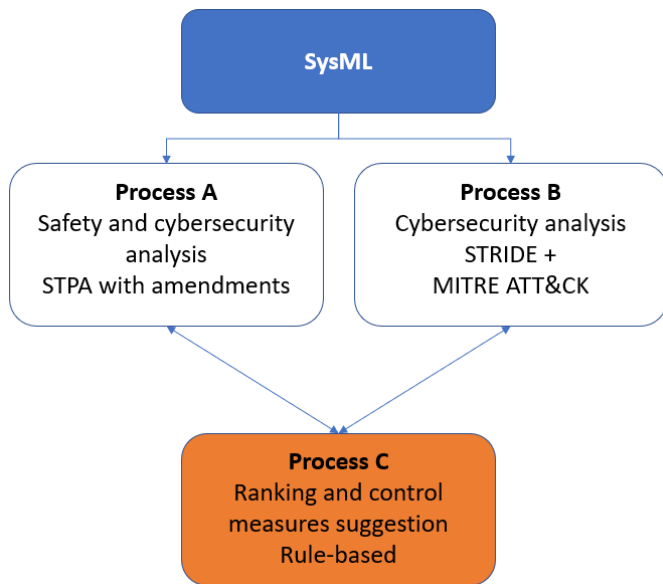 SysML
Process A
Safety and cybersecurity
analysis
STPA with amendments
Process B
Cybersecurity analysis
STRIDE +
MITRE ATT&CK
Process C
Ranking and control
measures suggestion
Rule-based